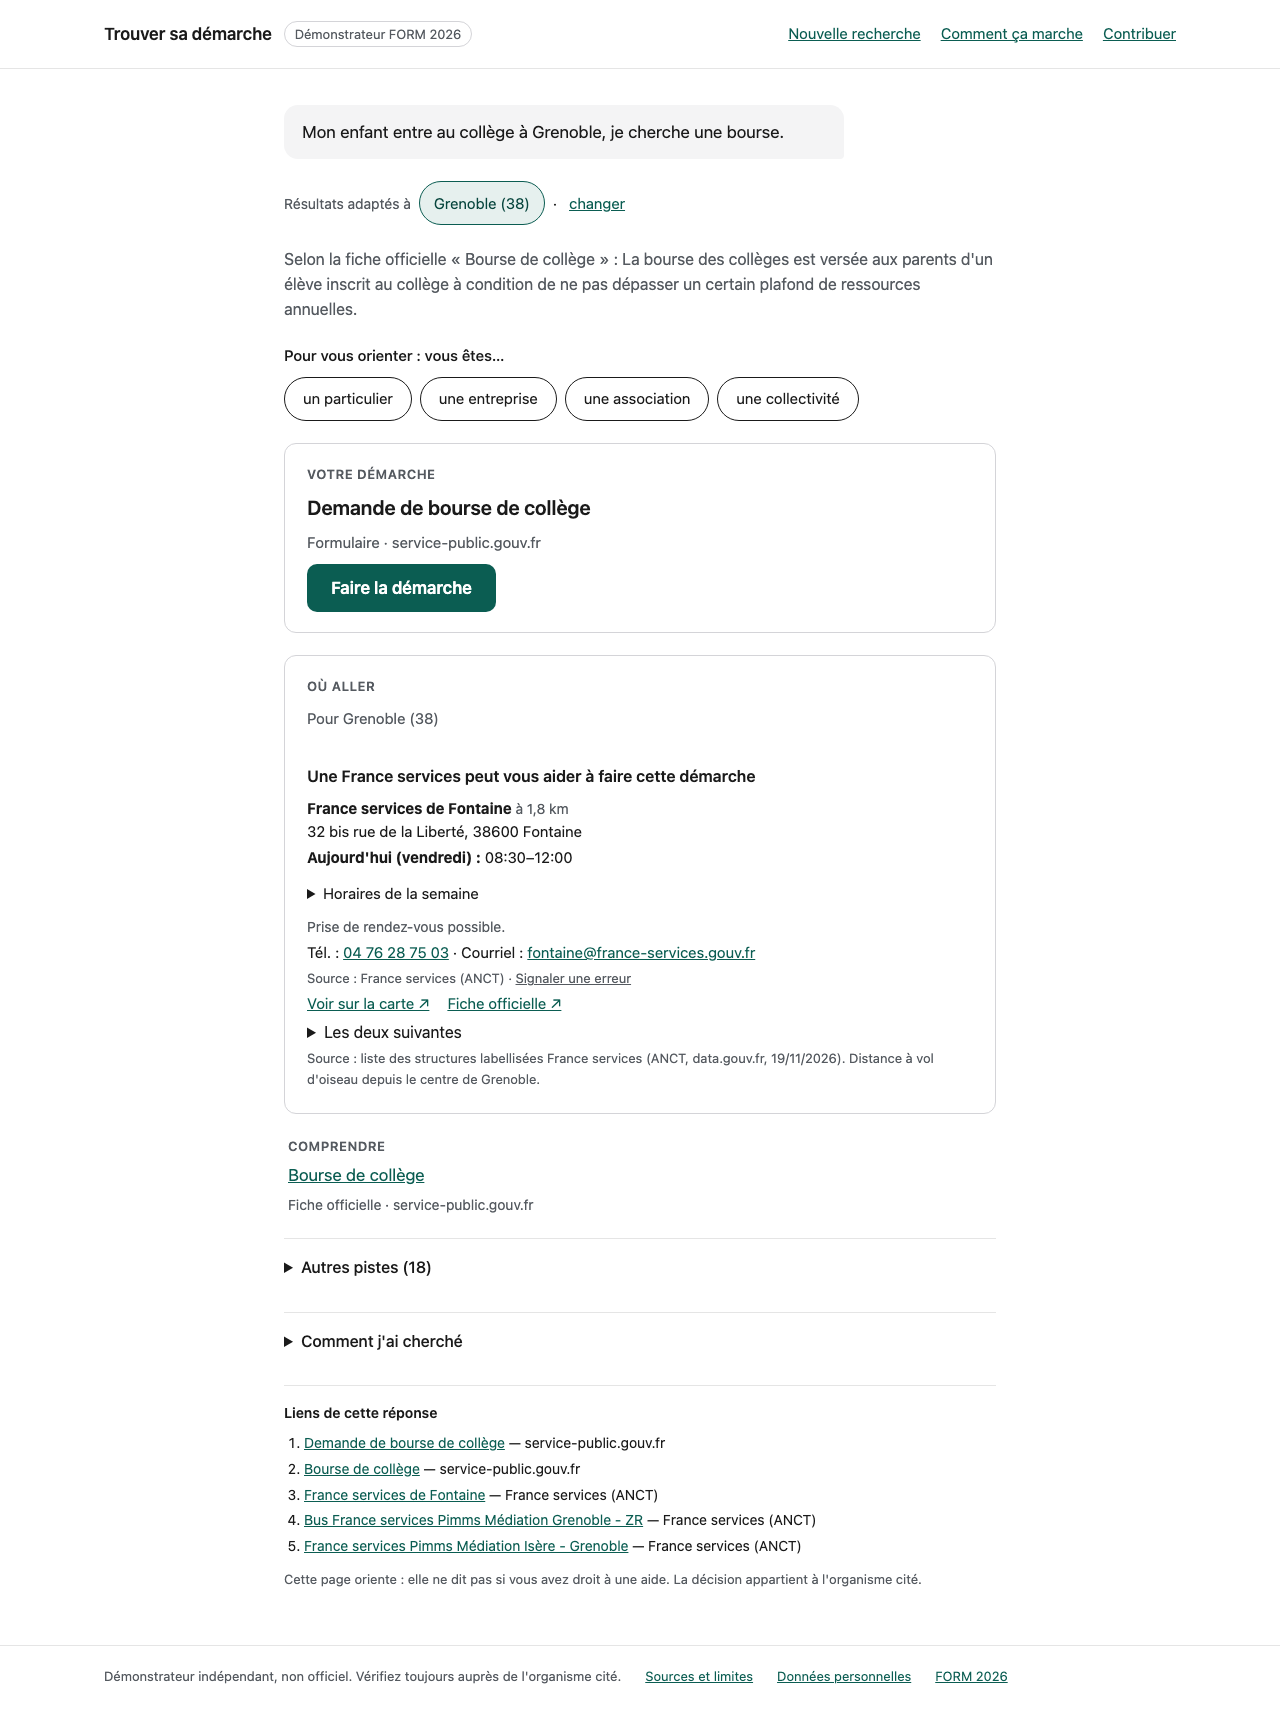 Trouver sa démarche
Démonstrateur FORM 2026
Nouvelle recherche
Comment ça marche
Contribuer
Mon enfant entre au collège à Grenoble, je cherche une bourse.
Résultats adaptés à Grenoble (38) · changer
Selon la fiche officielle « Bourse de collège » : La bourse des collèges est versée aux parents d'un
élève inscrit au collège à condition de ne pas dépasser un certain plafond de ressources
annuelles.
Pour vous orienter : vous êtes...
un particulier
une entreprise
une association
une collectivité
VOTRE DÉMARCHE
Demande de bourse de collège
Formulaire · service-public.gouv.fr
Faire la démarche
OÙ ALLER
Pour Grenoble (38)
Une France services peut vous aider à faire cette démarche
France services de Fontaine à 1,8 km
32 bis rue de la Liberté, 38600 Fontaine
Aujourd'hui (vendredi) : 08:30–12:00
▶ Horaires de la semaine
Prise de rendez-vous possible.
Tél. : 04 76 28 75 03 · Courriel : fontaine@france-services.gouv.fr
Source : France services (ANCT) · Signaler une erreur
Voir sur la carte ↗ Fiche officielle ↗
▶ Les deux suivantes
Source : liste des structures labellisées France services (ANCT, data.gouv.fr, 19/11/2026). Distance à vol
d'oiseau depuis le centre de Grenoble.
COMPRENDRE
Bourse de collège
Fiche officielle · service-public.gouv.fr
▶ Autres pistes (18)
▶ Comment j'ai cherché
Liens de cette réponse
1. Demande de bourse de collège — service-public.gouv.fr
2. Bourse de collège — service-public.gouv.fr
3. France services de Fontaine — France services (ANCT)
4. Bus France services Pimms Médiation Grenoble - ZR — France services (ANCT)
5. France services Pimms Médiation Isère - Grenoble — France services (ANCT)
Cette page oriente : elle ne dit pas si vous avez droit à une aide. La décision appartient à l'organisme cité.
Démonstrateur indépendant, non officiel. Vérifiez toujours auprès de l'organisme cité.
Sources et limites
Données personnelles
FORM 2026